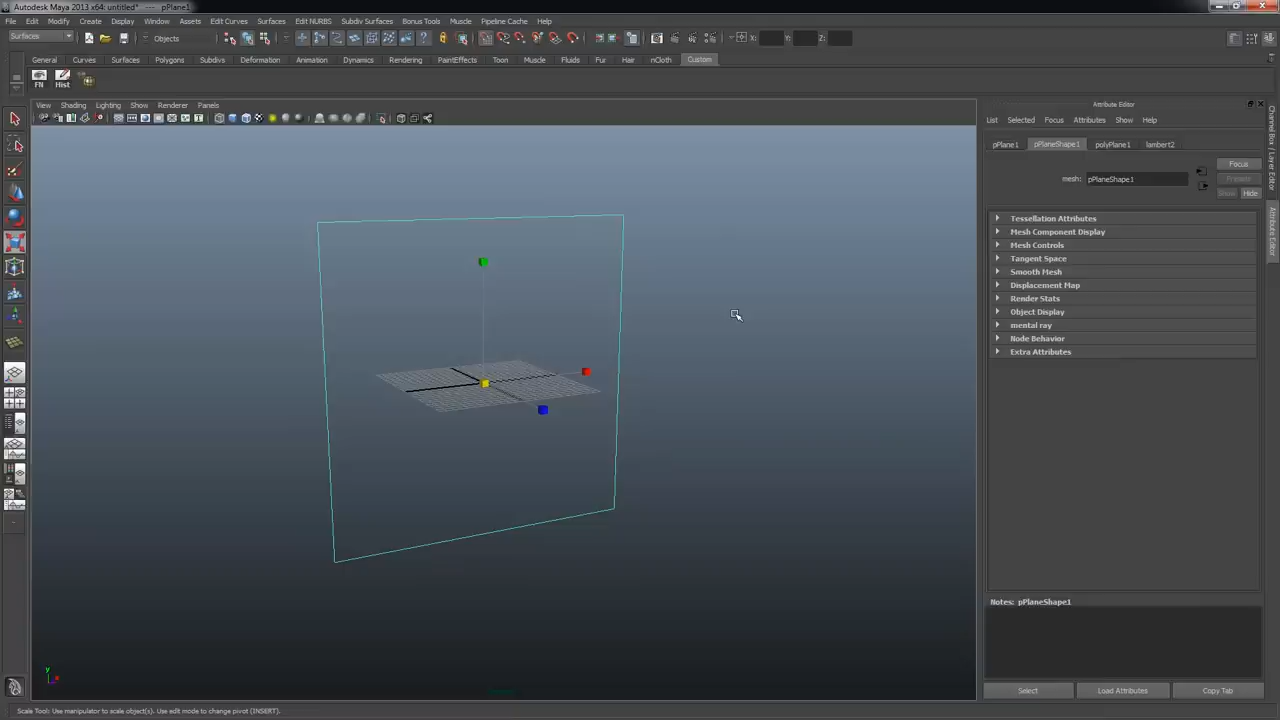 Autodesk Maya 2013 x64: untitled* --- pPlane1
File Edit Modify Create Display Window Assets Edit Curves Surfaces Edit NURBS Subdiv Surfaces Bonus Tools Muscle Pipeline Cache Help
Surfaces Objects X: Y: Z:
General Curves Surfaces Polygons Subdivs Deformation Animation Dynamics Rendering PaintEffects Toon Muscle Fluids Fur Hair nCloth Custom
FN Hist
View Shading Lighting Show Renderer Panels
Attribute Editor
List Selected Focus Attributes Show Help
pPlane1 pPlaneShape1 polyPlane1 lambert2
Focus
mesh: pPlaneShape1 Presets
Show Hide
Tessellation Attributes
Mesh Component Display
Mesh Controls
Tangent Space
Smooth Mesh
Displacement Map
Render Stats
Object Display
mental ray
Node Behavior
Extra Attributes
Notes: pPlaneShape1
Select Load Attributes Copy Tab
Scale Tool: Use manipulator to scale object(s). Use edit mode to change pivot (INSERT).
Channel Box / Layer Editor
Attribute Editor
y
x